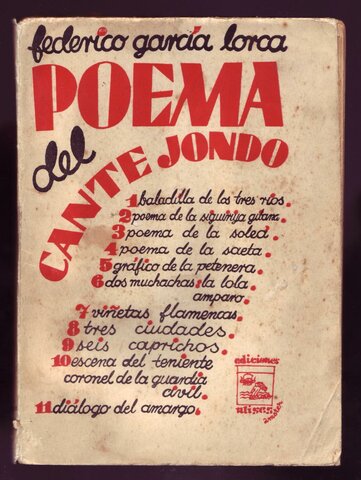 federico garcía lorca
POEMA
del
CANTE JONDO
1 baladilla de los tres ríos.
2 poema de la siguiriya gitana.
3 poema de la soleá.
4 poema de la saeta.
5 gráfico de la petenera.
6 dos muchachas: la lola
amparo.
7 viñetas flamencas.
8 tres ciudades.
9 seis caprichos.
10 escena del teniente
coronel de la guardia
civil.
11 diálogo del amargo.
ediciones
ulises